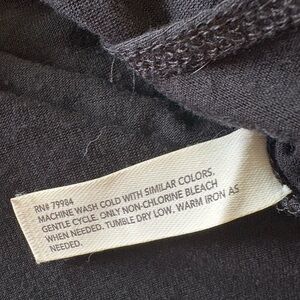 RN# 79984
MACHINE WASH COLD WITH SIMILAR COLORS.
GENTLE CYCLE. ONLY NON-CHLORINE BLEACH
WHEN NEEDED. TUMBLE DRY LOW. WARM IRON AS
NEEDED.